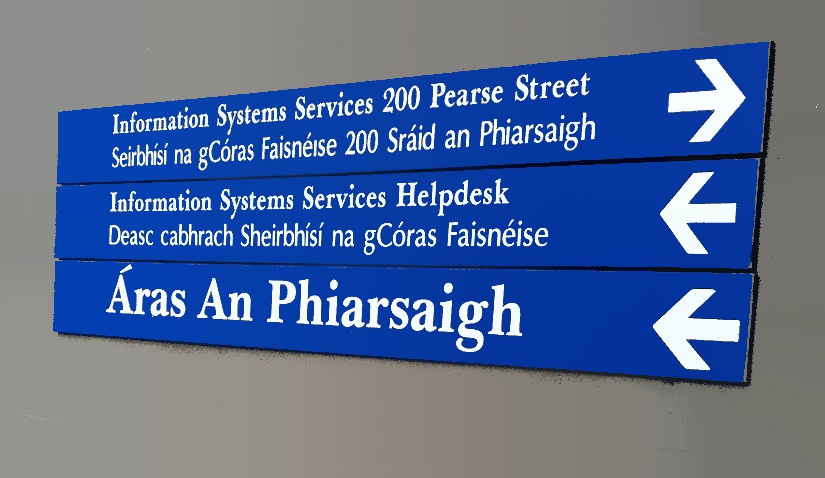 Information Systems Services 200 Pearse Street
Seirbhísí na gCóras Faisnéise 200 Sráid an Phiarsaigh
Information Systems Services Helpdesk
Deasc cabhrach Sheirbhísí na gCóras Faisnéise
Áras An Phiarsaigh